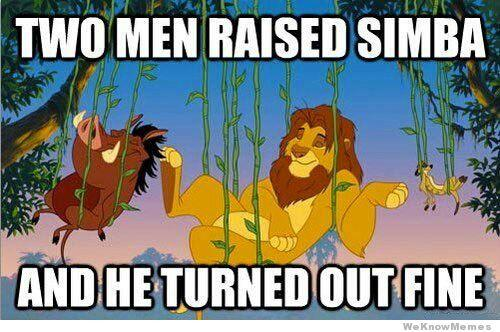 TWO MEN RAISED SIMBA
AND HE TURNED OUT FINE
WeKnowMemes